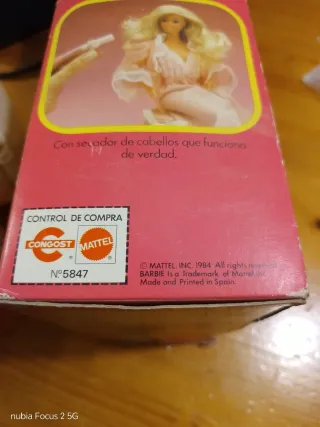 Con secador de cabellos que funciona
de verdad.
CONTROL DE COMPRA
CONGOST ®
MATTEL ®
Nº5847
© MATTEL, INC. 1984. All rights reserved
BARBIE Is a Trademark of Mattel Inc.
Made and Printed in Spain.
nubia Focus 2 5G